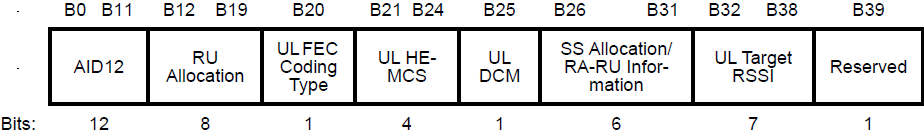 B0 B11 B12 B19 B20 B21 B24 B25 B26 B31 B32 B38 B39
AID12 RU Allocation UL FEC Coding Type UL HE-MCS UL DCM SS Allocation/ RA-RU Infor-mation UL Target RSSI Reserved
Bits: 12 8 1 4 1 6 7 1